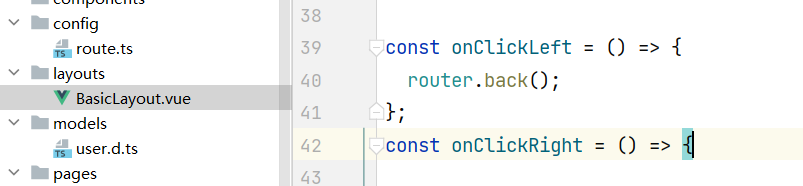 components
config
route.ts
layouts
BasicLayout.vue
models
user.d.ts
pages
38
39 const onClickLeft = () => {
40 router.back();
41 };
42 const onClickRight = () => {
43